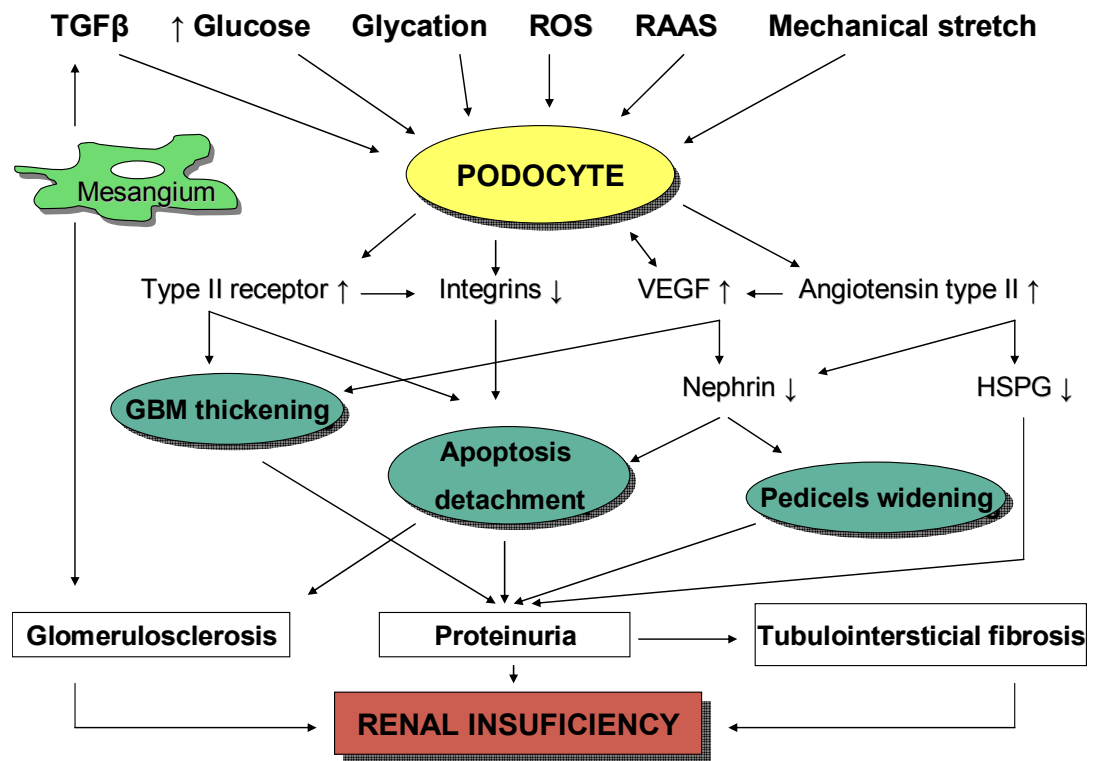 TGFβ ↑ Glucose Glycation ROS RAAS Mechanical stretch
Mesangium
PODOCYTE
Type II receptor ↑ Integrins ↓ VEGF ↑ Angiotensin type II ↑
Nephrin ↓ HSPG ↓
GBM thickening
Apoptosis
detachment
Pedicels widening
Glomerulosclerosis Proteinuria Tubulointersticial fibrosis
RENAL INSUFICIENCY